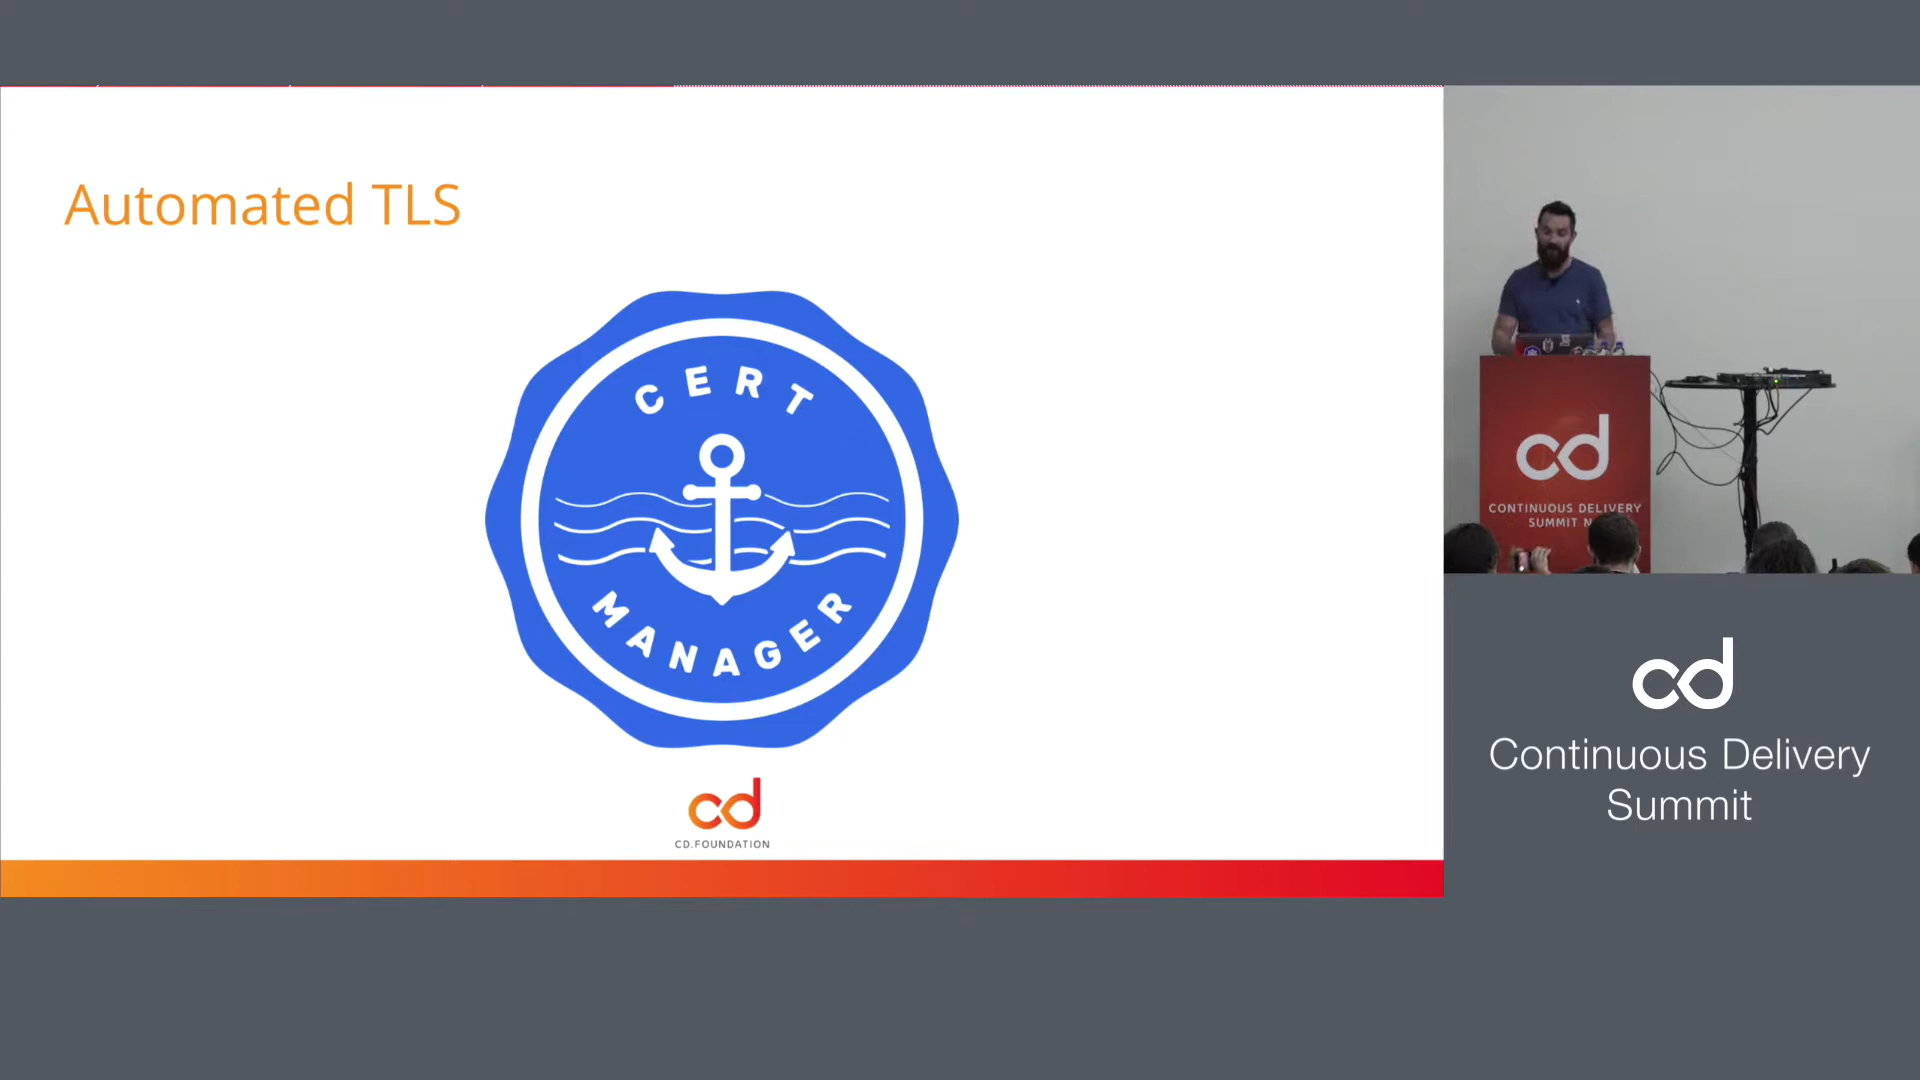 Automated TLS
CERT
MANAGER
cd
CD.FOUNDATION
cd
CONTINUOUS DELIVERY
SUMMIT
cd
Continuous Delivery
Summit